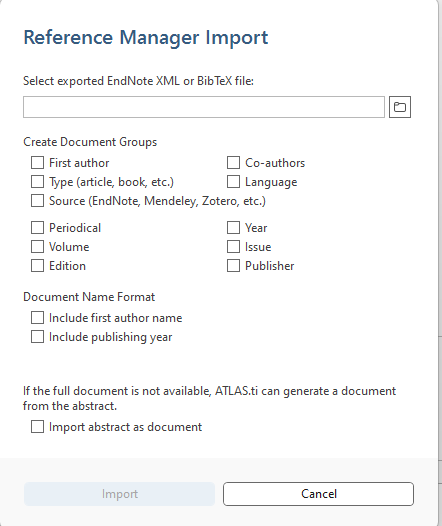 Reference Manager Import
Select exported EndNote XML or BibTeX file:
Create Document Groups
First author
Co-authors
Type (article, book, etc.)
Language
Source (EndNote, Mendeley, Zotero, etc.)
Periodical
Year
Volume
Issue
Edition
Publisher
Document Name Format
Include first author name
Include publishing year
If the full document is not available, ATLAS.ti can generate a document
from the abstract.
Import abstract as document
Import
Cancel